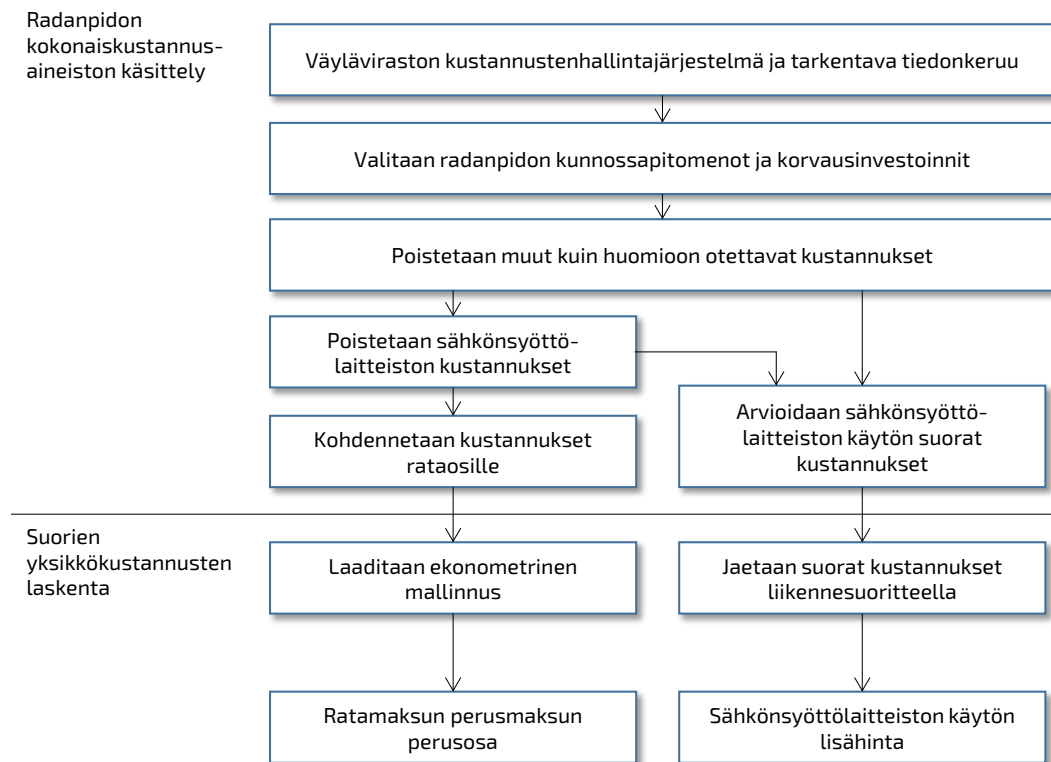 Radanpidon
kokonaiskustannus-
aineiston käsittely
Väyläviraston kustannustenhallintajärjestelmä ja tarkentava tiedonkeruu
Valitaan radanpidon kunnossapitomenot ja korvausinvestoinnit
Poistetaan muut kuin huomioon otettavat kustannukset
Poistetaan sähkönsyöttö-
laitteiston kustannukset
Kohdennetaan kustannukset
rataosille
Arvioidaan sähkönsyöttö-
laitteiston käytön suorat
kustannukset
Suorien
yksikkökustannusten
laskenta
Laaditaan ekonometrinen
mallinnus
Jaetaan suorat kustannukset
liikennesuoritteella
Ratamaksun perusmaksun
perusosa
Sähkönsyöttölaitteiston käytön
lisähinta